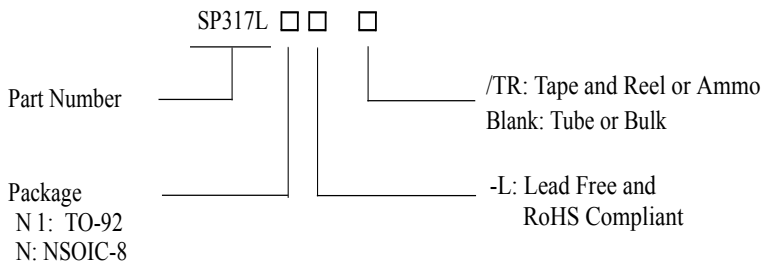 SP317L □ □ □
Part Number
/TR: Tape and Reel or Ammo
Blank: Tube or Bulk
Package
N 1: TO-92
N: NSOIC-8
-L: Lead Free and
RoHS Compliant